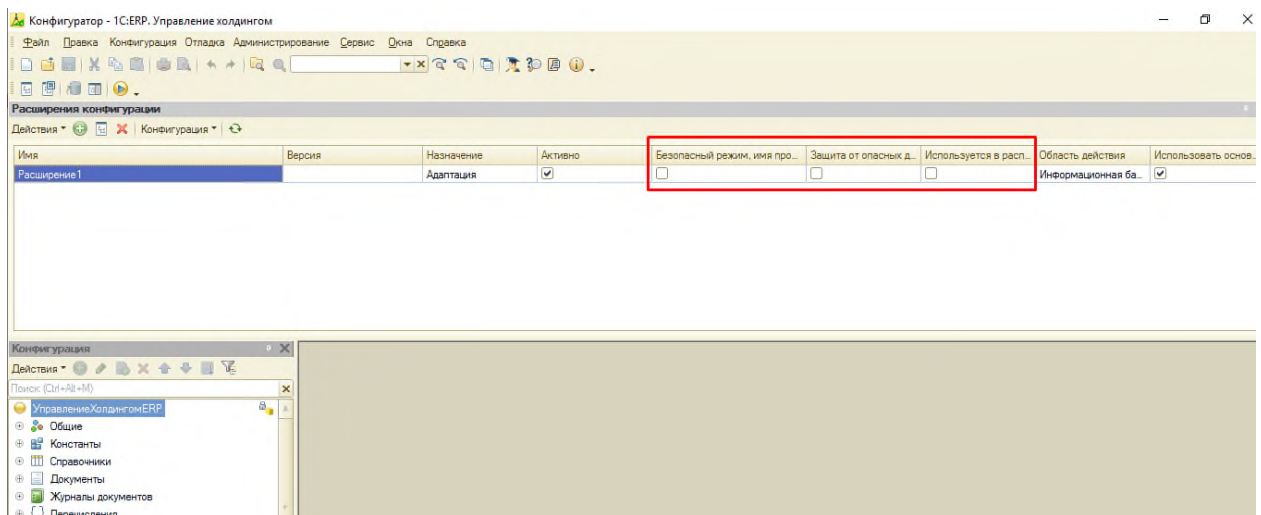 Конфигуратор - 1С:ERP. Управление холдингом
Файл Правка Конфигурация Отладка Администрирование Сервис Окна Справка
Расширения конфигурации
Действия Конфигурация
Имя Версия Назначение Активно Безопасный режим, имя про... Защита от опасных д... Используется в расп... Область действия Использовать основ...
Расширение1 Адаптация Информационная ба...
Конфигурация
Действия
Поиск (Ctrl+Alt+M)
УправлениеХолдингомERP
Общие
Константы
Справочники
Документы
Журналы документов
Перечисления